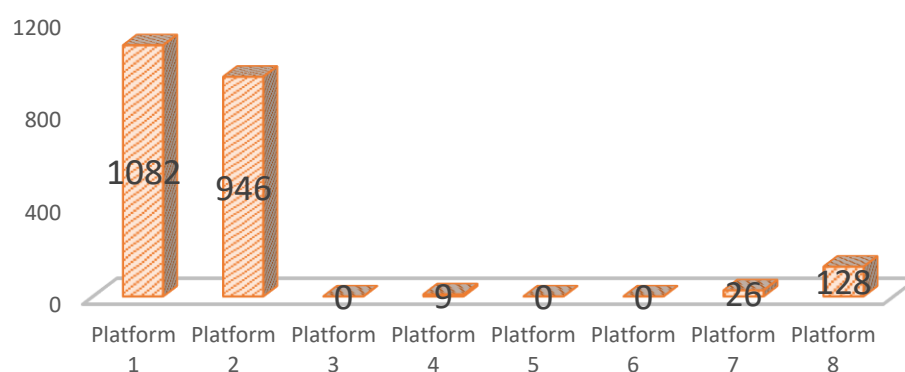 1200
800
400
0
1082
946
0
9
0
0
26
128
Platform 1
Platform 2
Platform 3
Platform 4
Platform 5
Platform 6
Platform 7
Platform 8